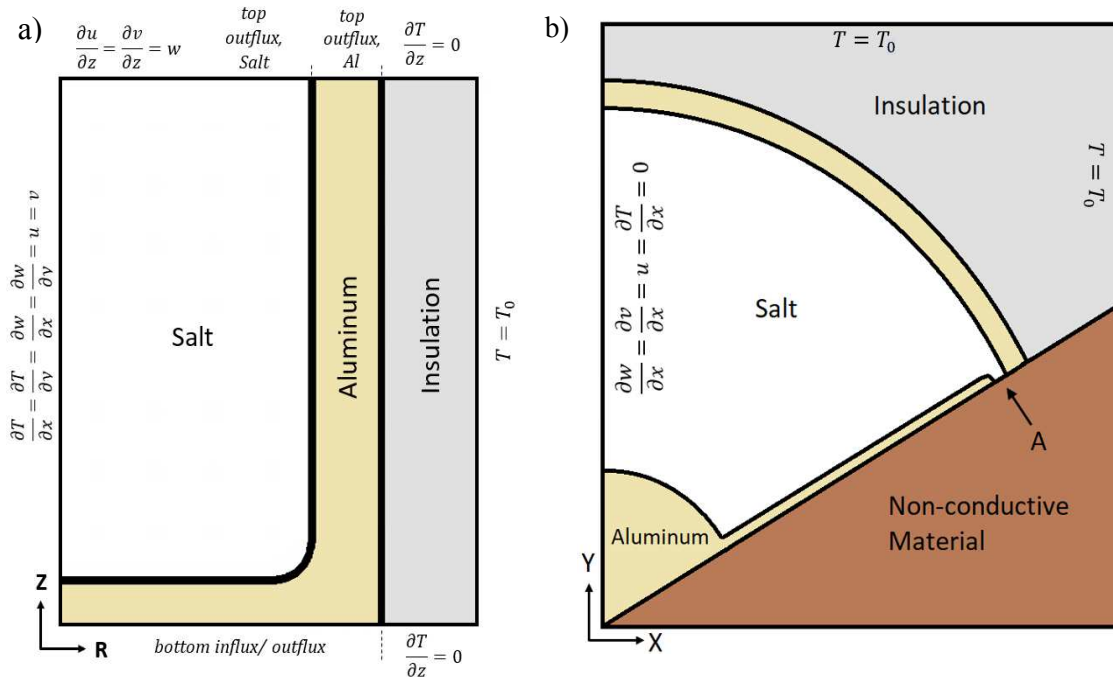 a)
∂u/∂z = ∂v/∂z = w
top
outflux,
Salt
top
outflux,
Al
∂T/∂z = 0
∂T/∂x = ∂T/∂v = ∂w/∂x = ∂w/∂v = u = v
Salt
Aluminum
Insulation
T = T₀
Z
R
bottom influx/ outflux
∂T/∂z = 0
b)
T = T₀
Insulation
T = T₀
∂w/∂x = ∂v/∂x = u = ∂T/∂x = 0
Salt
A
Aluminum
Non-conductive
Material
Y
X